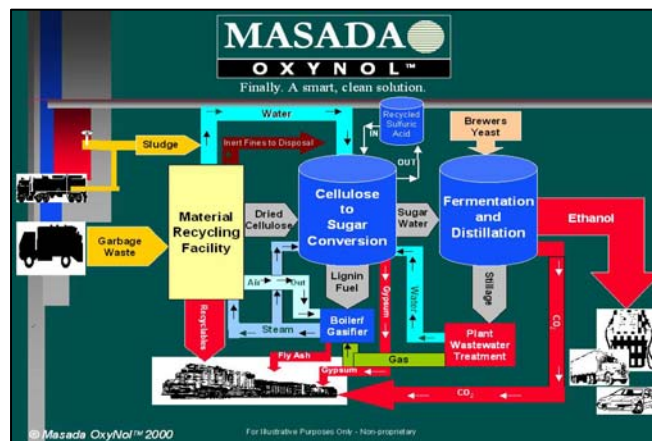 MASADA
OXYNOL™
Finally. A smart, clean solution.
Water
Recycled
Sulfuric
Acid
Brewers
Yeast
Sludge
Inert Fines to Disposal
IN
OUT
Material
Recycling
Facility
Dried
Cellulose
Cellulose
to
Sugar
Conversion
Sugar
Water
Fermentation
and
Distillation
Ethanol
Garbage
Waste
Air
Out
Lignin
Fuel
Gypsum
Water
Stillage
CO2
Steam
Boiler/
Gasifier
Plant
Wastewater
Treatment
Recyclables
Fly Ash
Gas
Gypsum
CO2
© Masada OxyNol™ 2000
For Illustrative Purposes Only - Non-proprietary